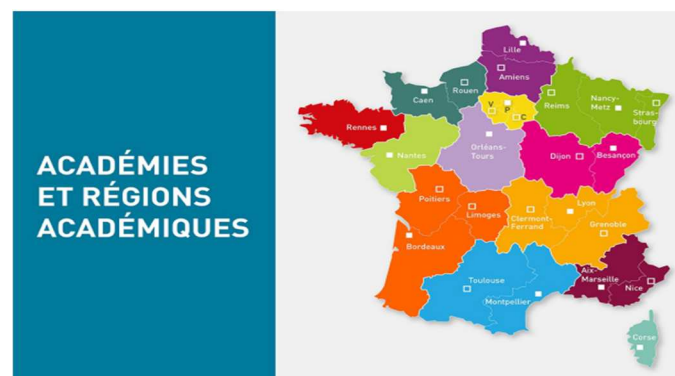 ACADÉMIES
ET RÉGIONS
ACADÉMIQUES
Lille
Amiens
Rouen
Caen
Reims
Nancy-
Metz
Stras-
bourg
V
P
C
Rennes
Nantes
Orléans-
Tours
Dijon
Besançon
Poitiers
Limoges
Clermont-
Ferrand
Lyon
Grenoble
Bordeaux
Toulouse
Montpellier
Aix-
Marseille
Nice
Corse